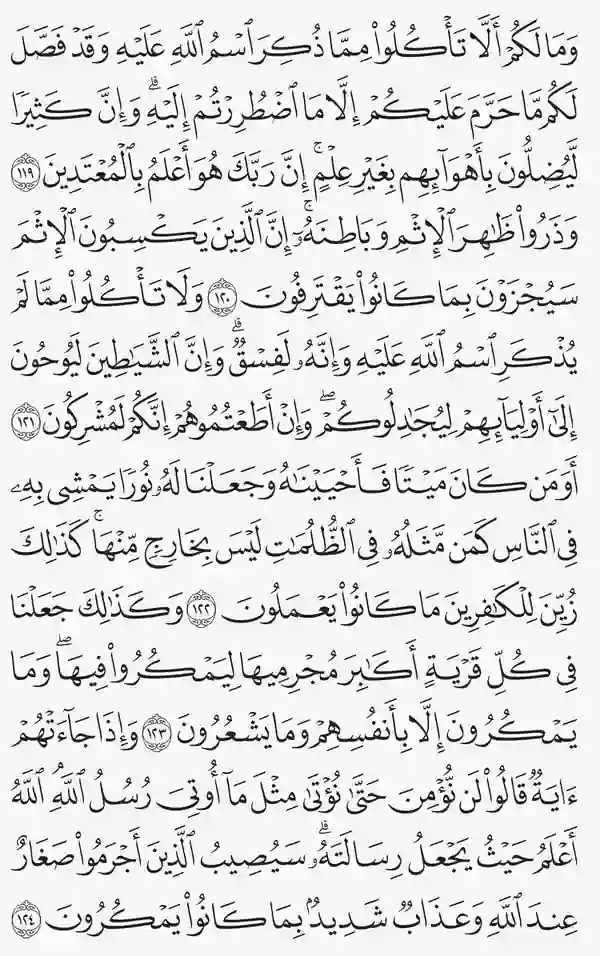 وَمَا لَكُمْ أَلَّا تَأْكُلُوا۟ مِمَّا ذُكِرَ ٱسْمُ ٱللَّهِ عَلَيْهِ وَقَدْ فَصَّلَ
لَكُم مَّا حَرَّمَ عَلَيْكُمْ إِلَّا مَا ٱضْطُرِرْتُمْ إِلَيْهِ ۗ وَإِنَّ كَثِيرًا
لَّيُضِلُّونَ بِأَهْوَآئِهِم بِغَيْرِ عِلْمٍ ۗ إِنَّ رَبَّكَ هُوَ أَعْلَمُ بِٱلْمُعْتَدِينَ ١١٩
وَذَرُوا۟ ظَٰهِرَ ٱلْإِثْمِ وَبَاطِنَهُۥٓ ۚ إِنَّ ٱلَّذِينَ يَكْسِبُونَ ٱلْإِثْمَ
سَيُجْزَوْنَ بِمَا كَانُوا۟ يَقْتَرِفُونَ ١٢٠ وَلَا تَأْكُلُوا۟ مِمَّا لَمْ
يُذْكَرِ ٱسْمُ ٱللَّهِ عَلَيْهِ وَإِنَّهُۥ لَفِسْقٌ ۗ وَإِنَّ ٱلشَّيَٰطِينَ لَيُوحُونَ
إِلَىٰٓ أَوْلِيَآئِهِمْ لِيُجَٰدِلُوكُمْ ۖ وَإِنْ أَطَعْتُمُوهُمْ إِنَّكُمْ لَمُشْرِكُونَ ١٢١
أَوَمَن كَانَ مَيْتًا فَأَحْيَيْنَٰهُ وَجَعَلْنَا لَهُۥ نُورًا يَمْشِى بِهِۦ
فِى ٱلنَّاسِ كَمَن مَّثَلُهُۥ فِى ٱلظُّلُمَٰتِ لَيْسَ بِخَارِجٍ مِّنْهَا ۚ كَذَٰلِكَ
زُيِّنَ لِلْكَٰفِرِينَ مَا كَانُوا۟ يَعْمَلُونَ ١٢٢ وَكَذَٰلِكَ جَعَلْنَا
فِى كُلِّ قَرْيَةٍ أَكَٰبِرَ مُجْرِمِيهَا لِيَمْكُرُوا۟ فِيهَا ۖ وَمَا
يَمْكُرُونَ إِلَّا بِأَنفُسِهِمْ وَمَا يَشْعُرُونَ ١٢٣ وَإِذَا جَآءَتْهُمْ
ءَايَةٌ قَالُوا۟ لَن نُّؤْمِنَ حَتَّىٰ نُؤْتَىٰ مِثْلَ مَآ أُوتِىَ رُسُلُ ٱللَّهِ ٱللَّهُ
أَعْلَمُ حَيْثُ يَجْعَلُ رِسَالَتَهُۥ ۗ سَيُصِيبُ ٱلَّذِينَ أَجْرَمُوا۟ صَغَارٌ
عِندَ ٱللَّهِ وَعَذَابٌ شَدِيدٌۢ بِمَا كَانُوا۟ يَمْكُرُونَ ١٢٤